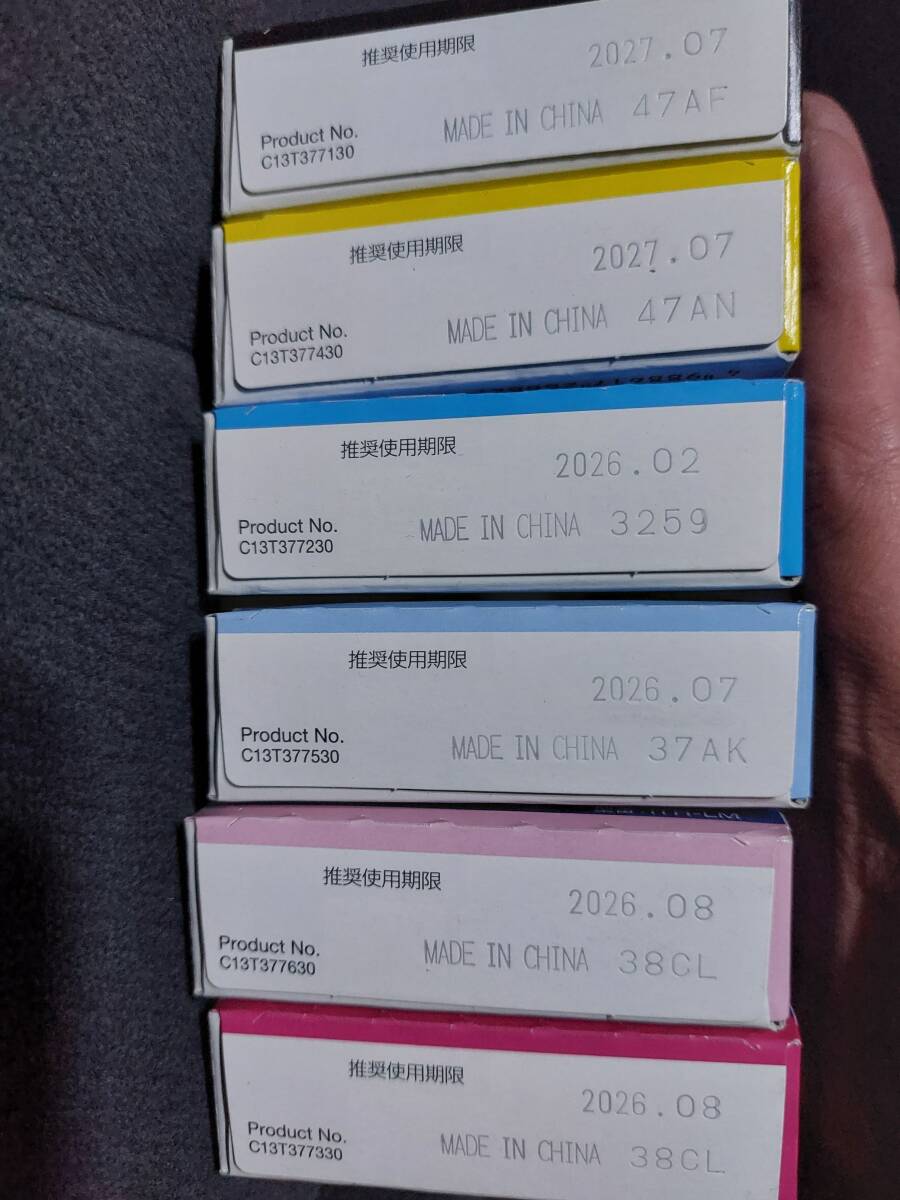 推奨使用期限
2027.07
Product No.
C13T377130
MADE IN CHINA 47AF
推奨使用期限
2027.07
Product No.
C13T377430
MADE IN CHINA 47AN
推奨使用期限
2026.02
Product No.
C13T377230
MADE IN CHINA 3259
推奨使用期限
2026.07
Product No.
C13T377530
MADE IN CHINA 37AK
推奨使用期限
2026.08
Product No.
C13T377630
MADE IN CHINA 38CL
推奨使用期限
2026.08
Product No.
C13T377330
MADE IN CHINA 38CL